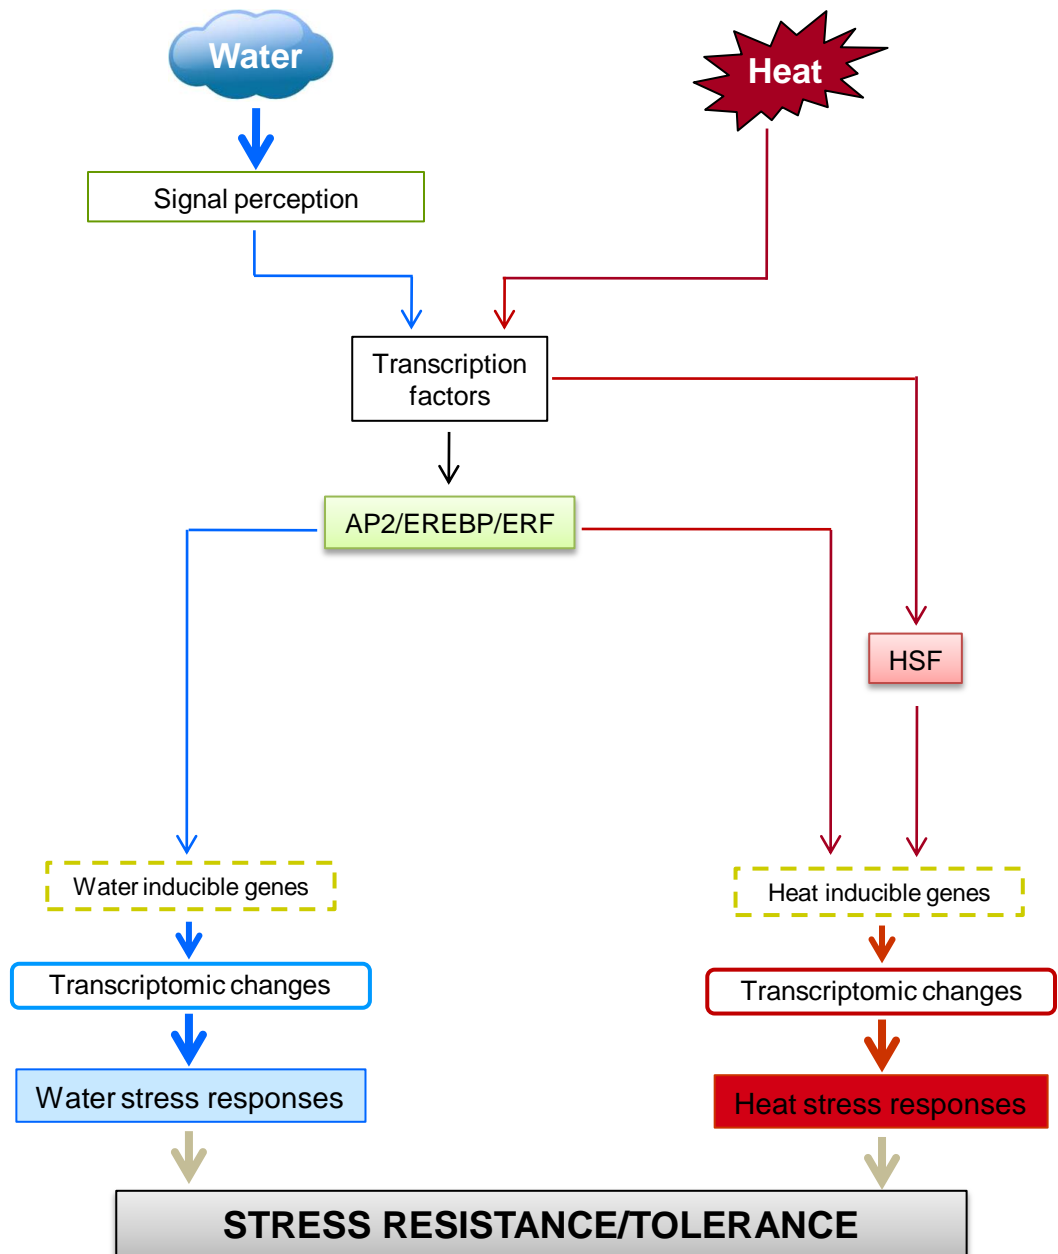 Water
Heat
Signal perception
Transcription
factors
AP2/EREBP/ERF
HSF
Water inducible genes
Heat inducible genes
Transcriptomic changes
Transcriptomic changes
Water stress responses
Heat stress responses
STRESS RESISTANCE/TOLERANCE